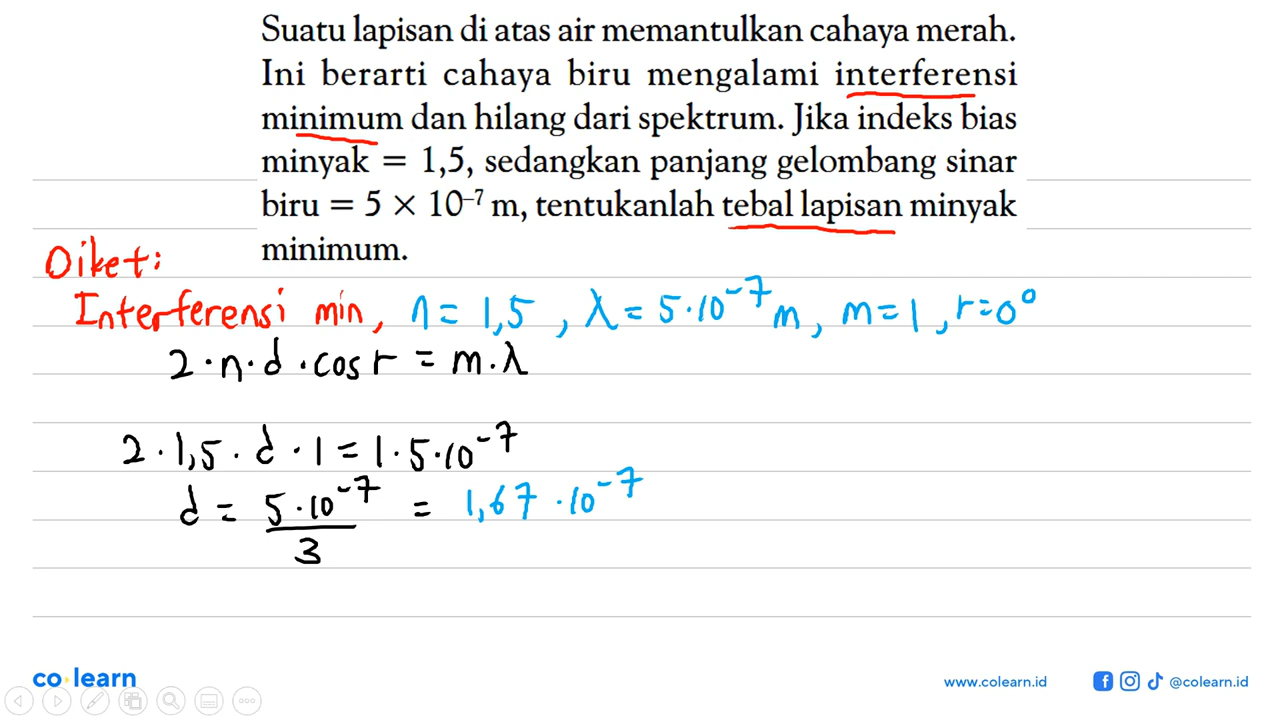 Suatu lapisan di atas air memantulkan cahaya merah.
Ini berarti cahaya biru mengalami interferensi
minimum dan hilang dari spektrum. Jika indeks bias
minyak = 1,5, sedangkan panjang gelombang sinar
biru = 5 × 10⁻⁷ m, tentukanlah tebal lapisan minyak
minimum.
Diket:
Interferensi min, n = 1,5 , λ = 5·10⁻⁷ m, m = 1 , r = 0°
2 · n · d · cos r = m · λ
2 · 1,5 · d · 1 = 1 · 5 · 10⁻⁷
d = 5 · 10⁻⁷ / 3 = 1,67 · 10⁻⁷
co learn
www.colearn.id
@colearn.id